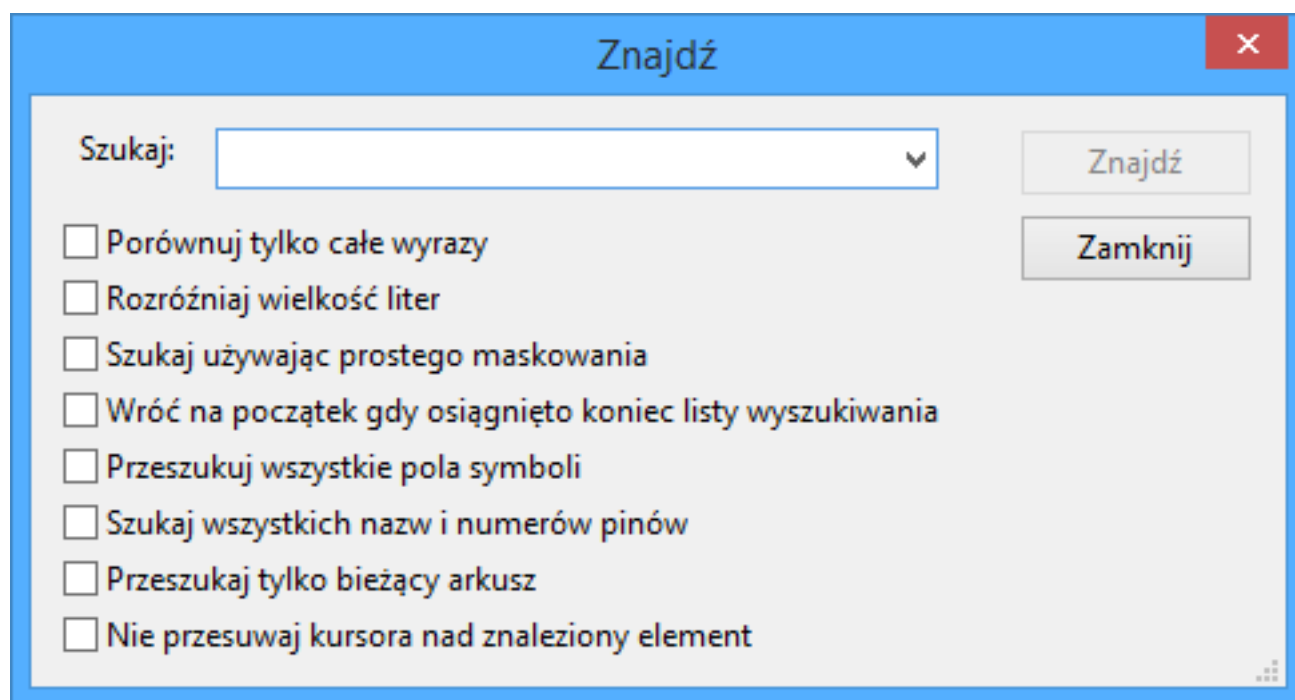 Znajdź
Szukaj:
Znajdź
Porównuj tylko całe wyrazy
Zamknij
Rozróźniaj wielkość liter
Szukaj używając prostego maskowania
Wróć na początek gdy osiągnięto koniec listy wyszukiwania
Przeszukuj wszystkie pola symboli
Szukaj wszystkich nazw i numerów pinów
Przeszukaj tylko bieżący arkusz
Nie przesuwaj kursora nad znaleziony element